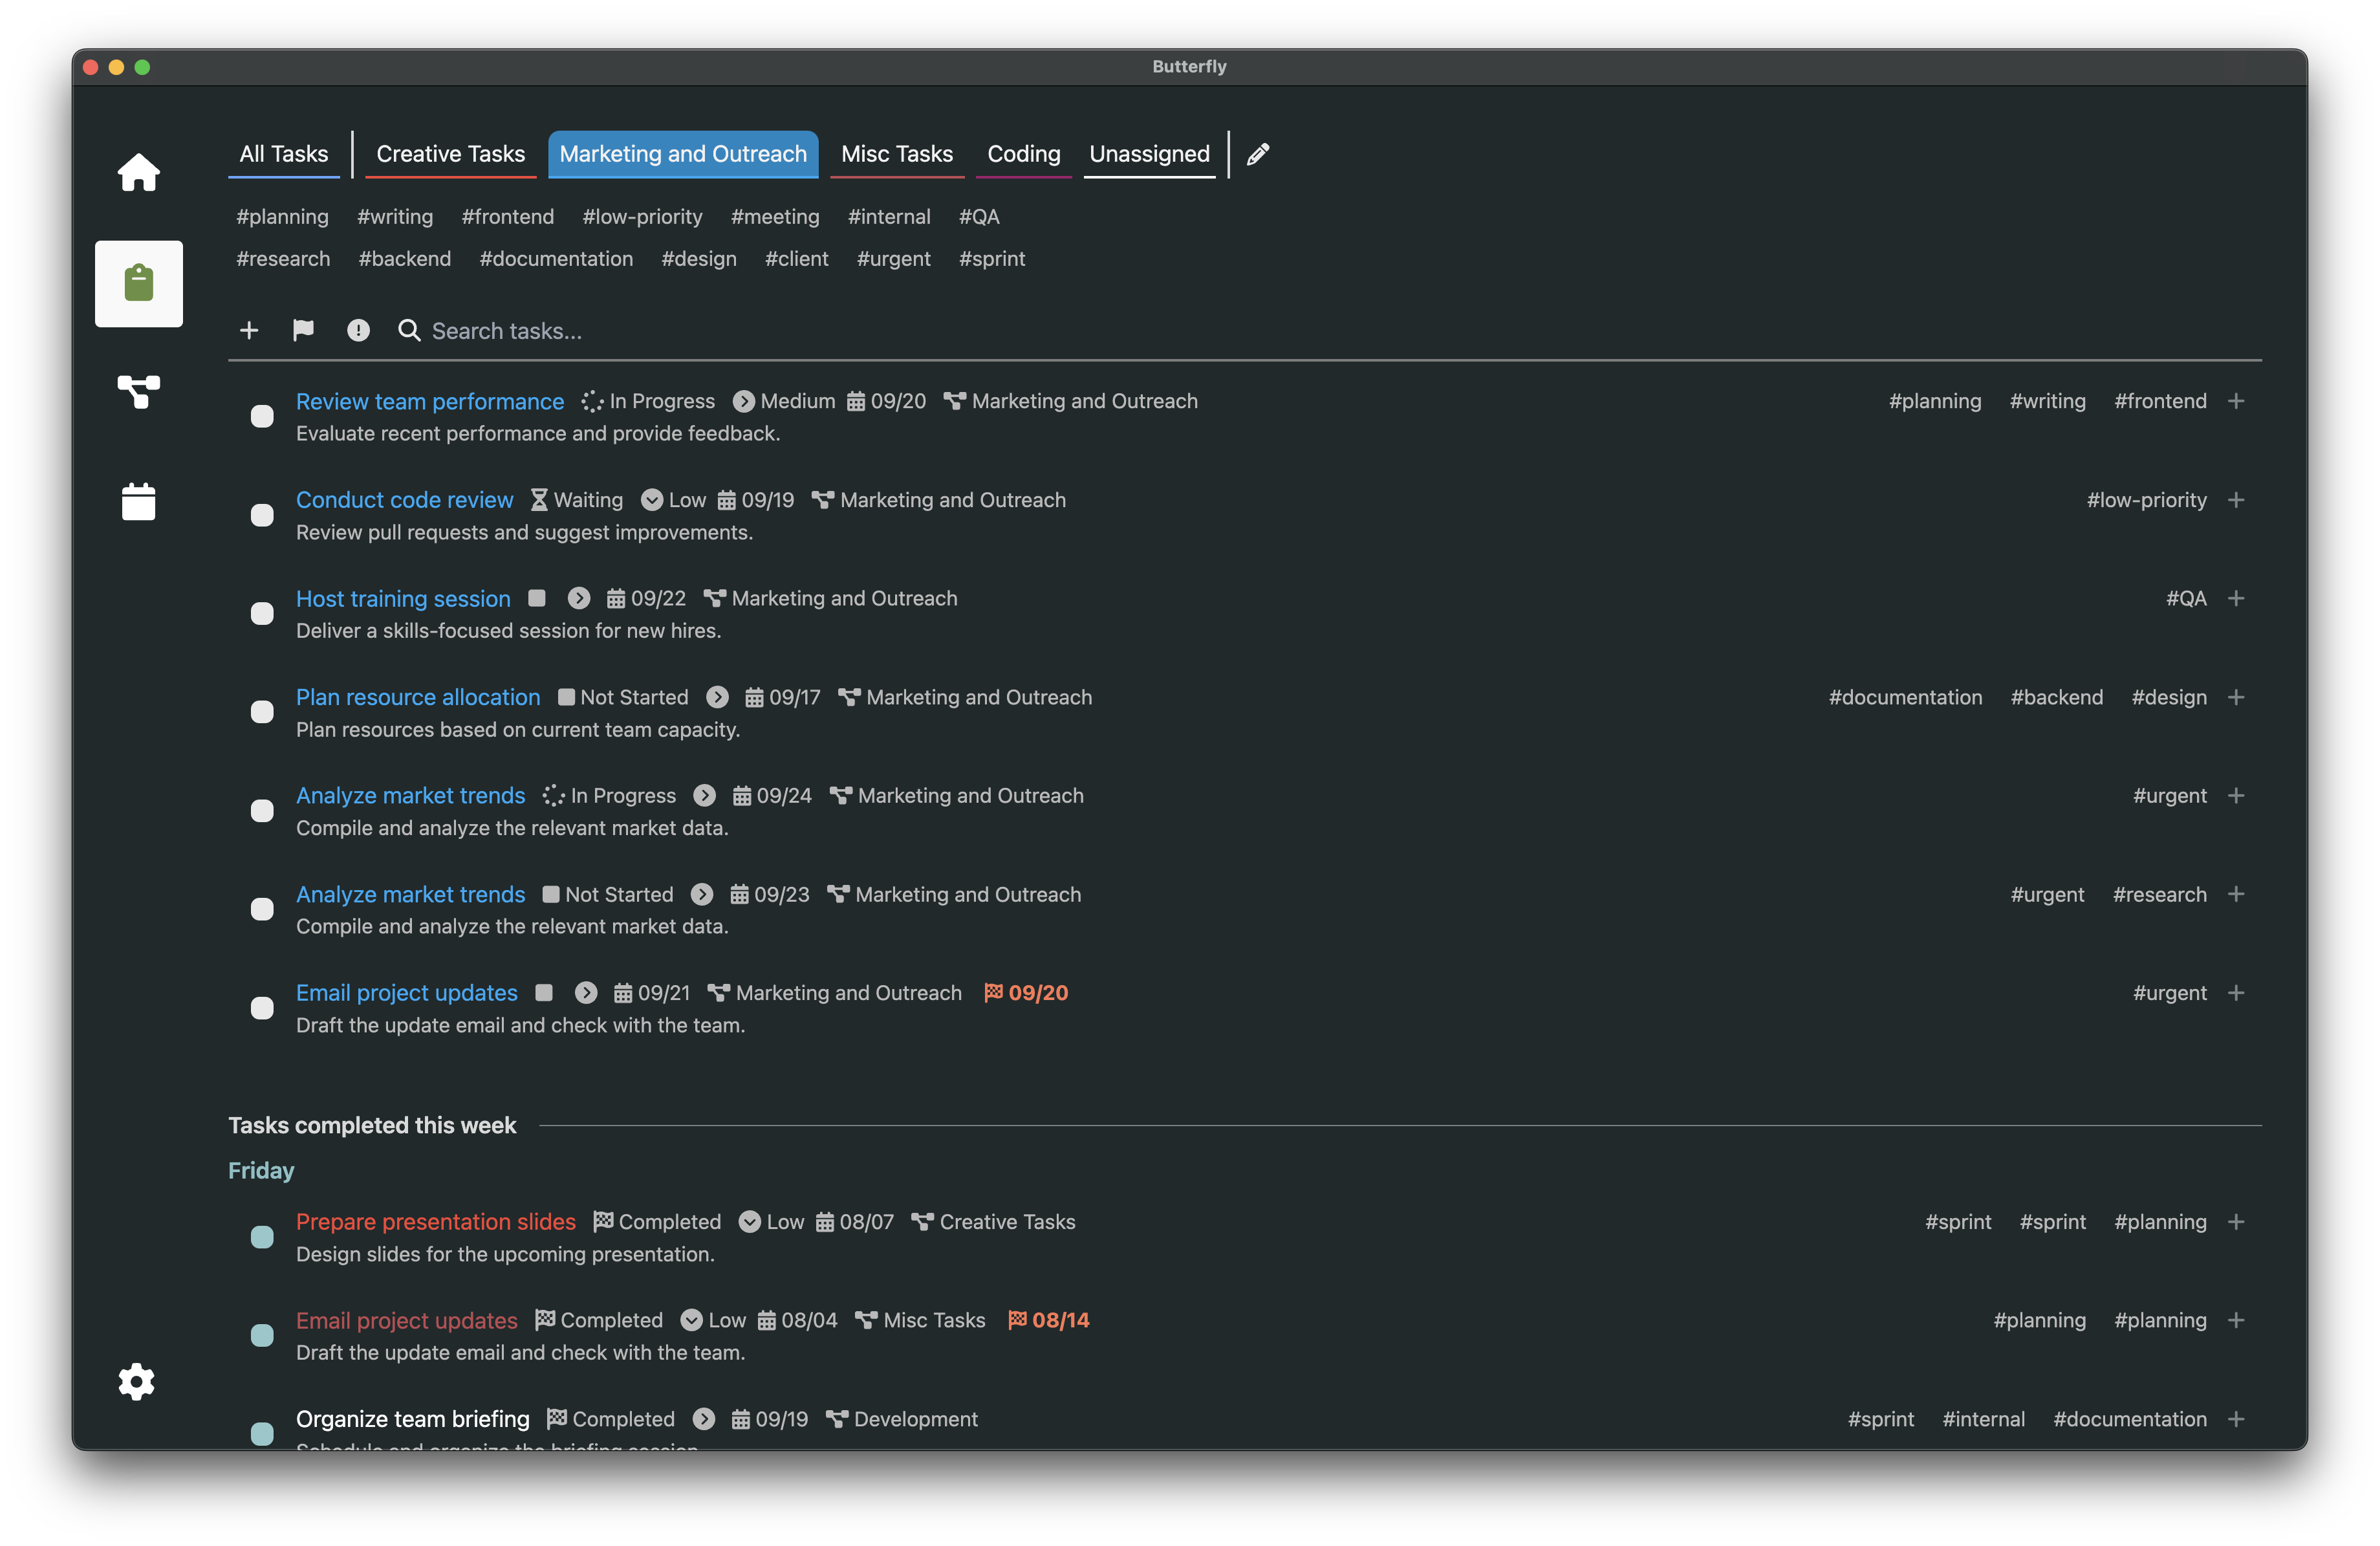 Butterfly
All Tasks Creative Tasks Marketing and Outreach Misc Tasks Coding Unassigned
#planning #writing #frontend #low-priority #meeting #internal #QA
#research #backend #documentation #design #client #urgent #sprint
Search tasks...
Review team performance In Progress Medium 09/20 Marketing and Outreach #planning #writing #frontend
Evaluate recent performance and provide feedback.
Conduct code review Waiting Low 09/19 Marketing and Outreach #low-priority
Review pull requests and suggest improvements.
Host training session 09/22 Marketing and Outreach #QA
Deliver a skills-focused session for new hires.
Plan resource allocation Not Started 09/17 Marketing and Outreach #documentation #backend #design
Plan resources based on current team capacity.
Analyze market trends In Progress 09/24 Marketing and Outreach #urgent
Compile and analyze the relevant market data.
Analyze market trends Not Started 09/23 Marketing and Outreach #urgent #research
Compile and analyze the relevant market data.
Email project updates 09/21 Marketing and Outreach 09/20 #urgent
Draft the update email and check with the team.
Tasks completed this week
Friday
Prepare presentation slides Completed Low 08/07 Creative Tasks #sprint #sprint #planning
Design slides for the upcoming presentation.
Email project updates Completed Low 08/04 Misc Tasks 08/14 #planning #planning
Draft the update email and check with the team.
Organize team briefing Completed 09/19 Development #sprint #internal #documentation
Schedule and organize the briefing session.